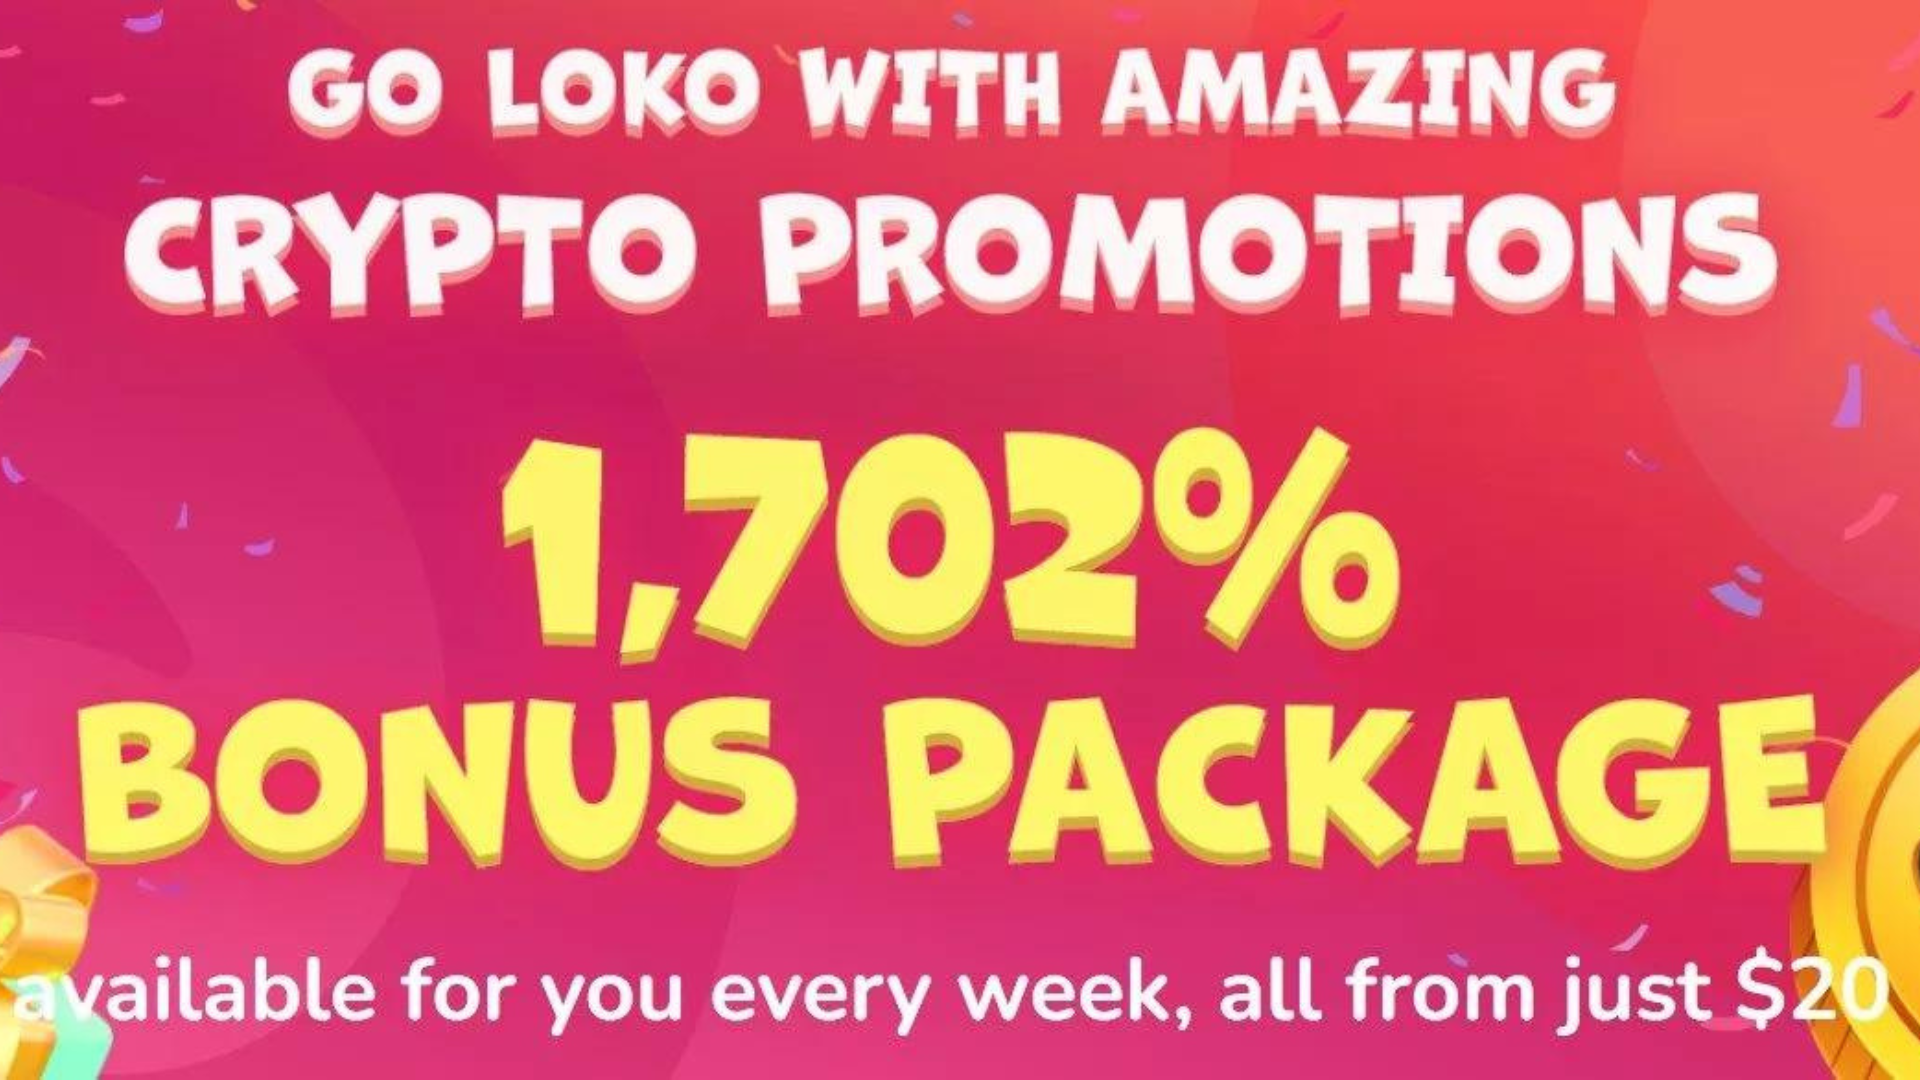 GO LOKO WITH AMAZING
CRYPTO PROMOTIONS
1,702%
BONUS PACKAGE
available for you every week, all from just $20